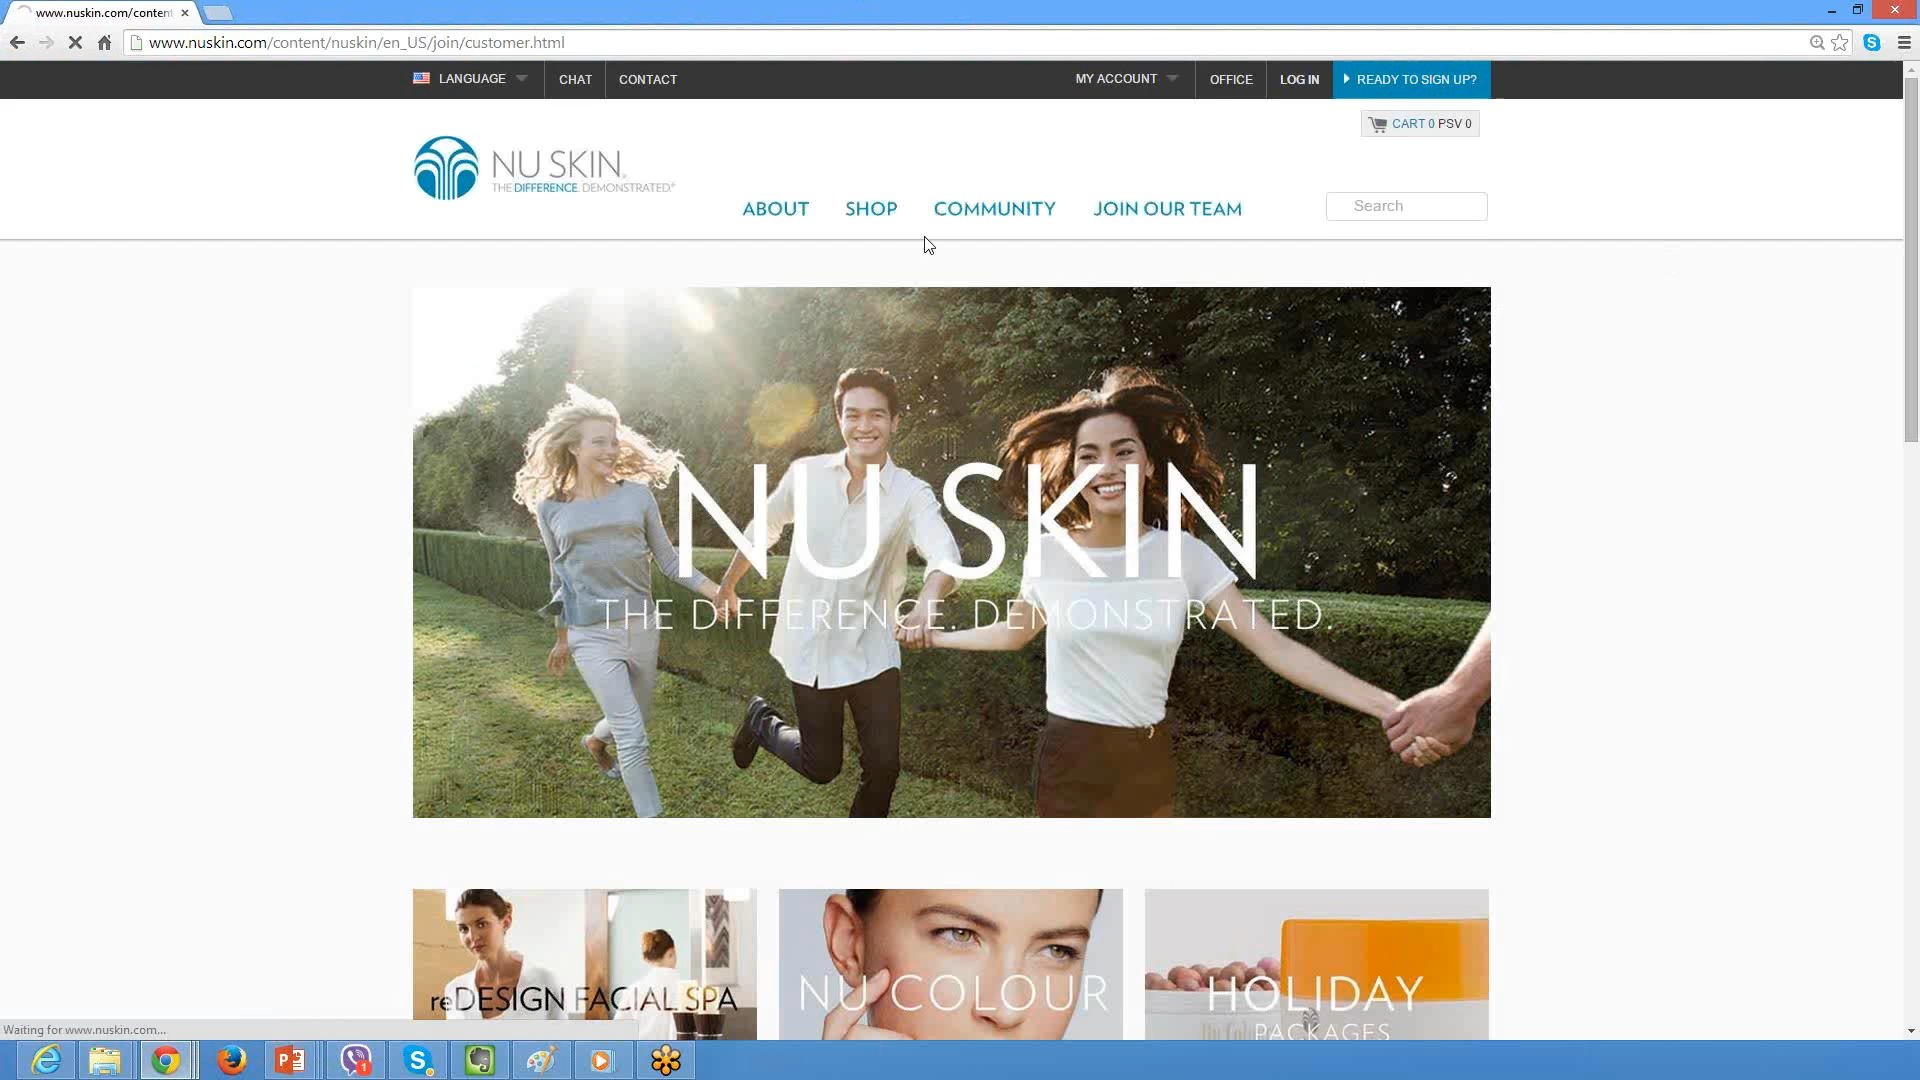 www.nuskin.com/content
www.nuskin.com/content/nuskin/en_US/join/customer.html
LANGUAGE CHAT CONTACT MY ACCOUNT OFFICE LOG IN READY TO SIGN UP?
CART 0 PSV 0
NU SKIN
THE DIFFERENCE. DEMONSTRATED.
ABOUT SHOP COMMUNITY JOIN OUR TEAM Search
NU SKIN
THE DIFFERENCE. DEMONSTRATED.
reDESIGN FACIAL SPA
NU COLOUR
HOLIDAY
PACKAGES
Waiting for www.nuskin.com...
1